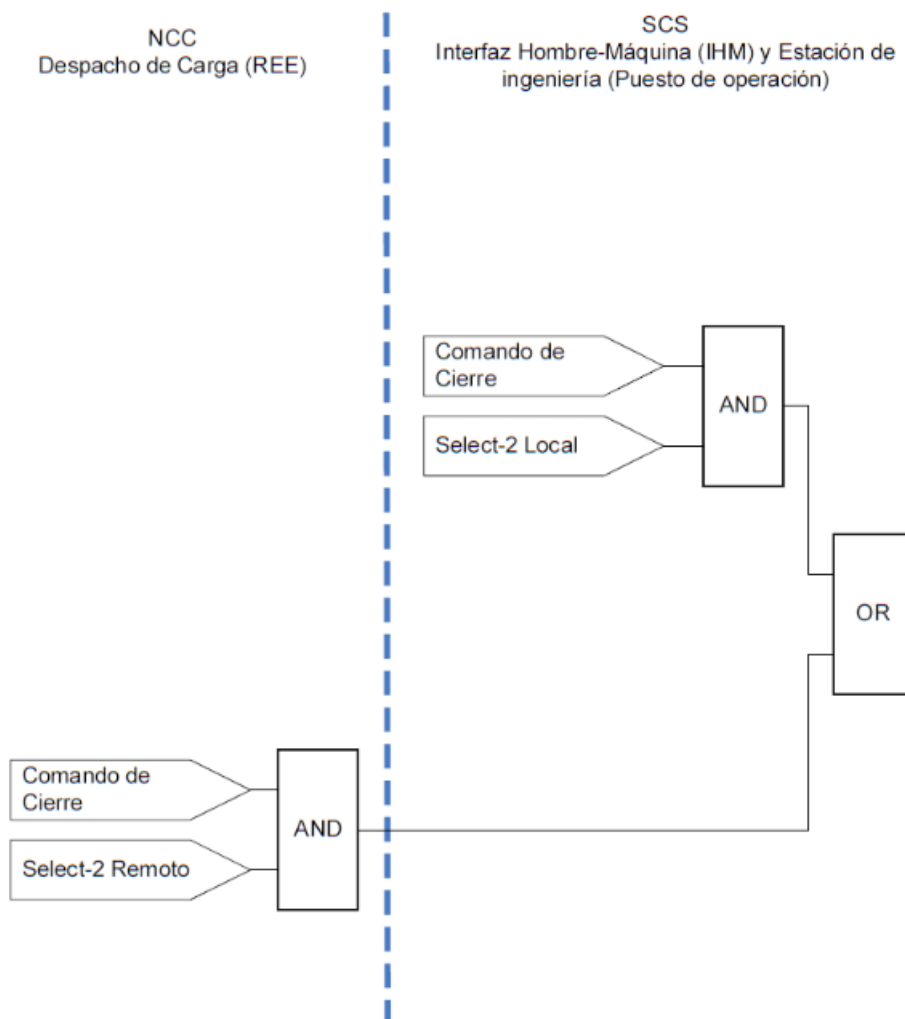 NCC
Despacho de Carga (REE)
SCS
Interfaz Hombre-Máquina (IHM) y Estación de
ingeniería (Puesto de operación)
Comando de
Cierre
Select-2 Local
AND
OR
Comando de
Cierre
Select-2 Remoto
AND